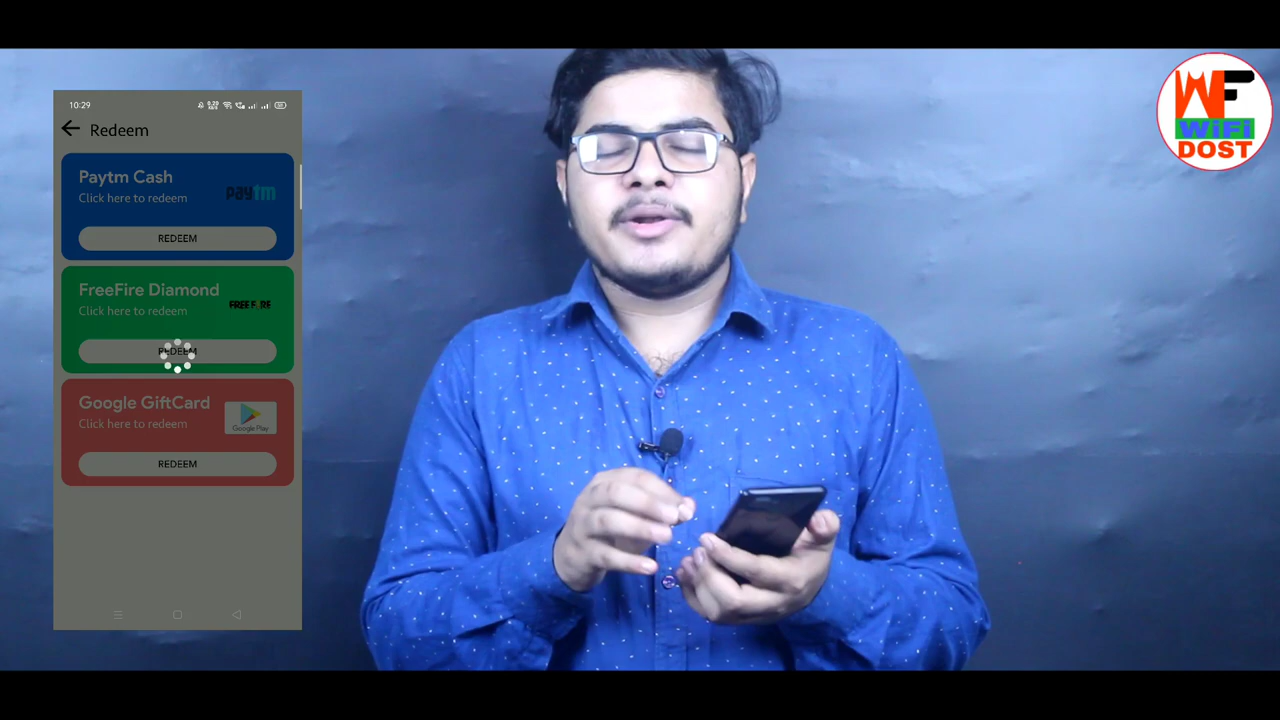 10:29
Redeem
Paytm Cash
Click here to redeem
paytm
REDEEM
FreeFire Diamond
Click here to redeem
FREE FIRE
REDEEM
Google GiftCard
Click here to redeem
Google Play
REDEEM
WF
WiFi
DOST